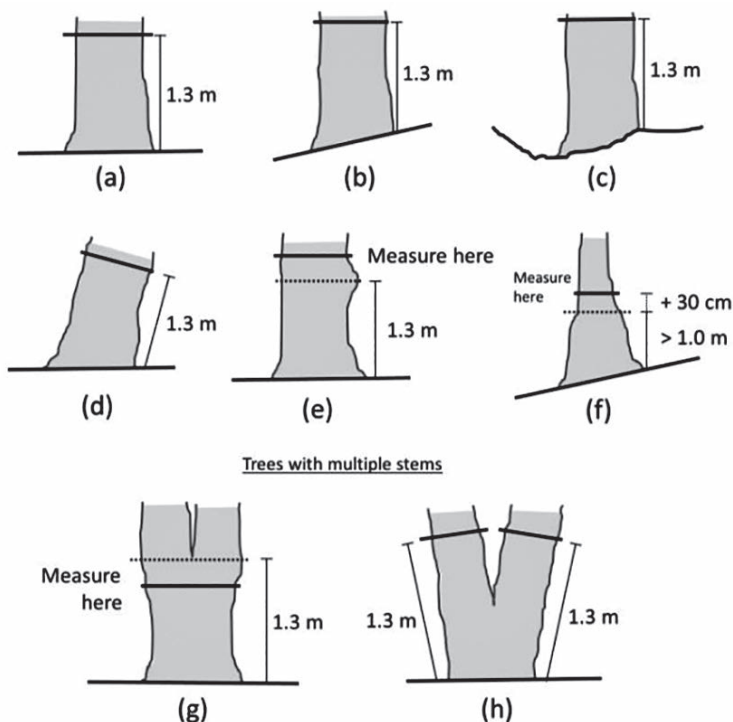 1.3 m
(a)
1.3 m
(b)
1.3 m
(c)
1.3 m
(d)
Measure here
1.3 m
(e)
Measure
here
+ 30 cm
> 1.0 m
(f)
Trees with multiple stems
Measure
here
1.3 m
(g)
1.3 m
1.3 m
(h)